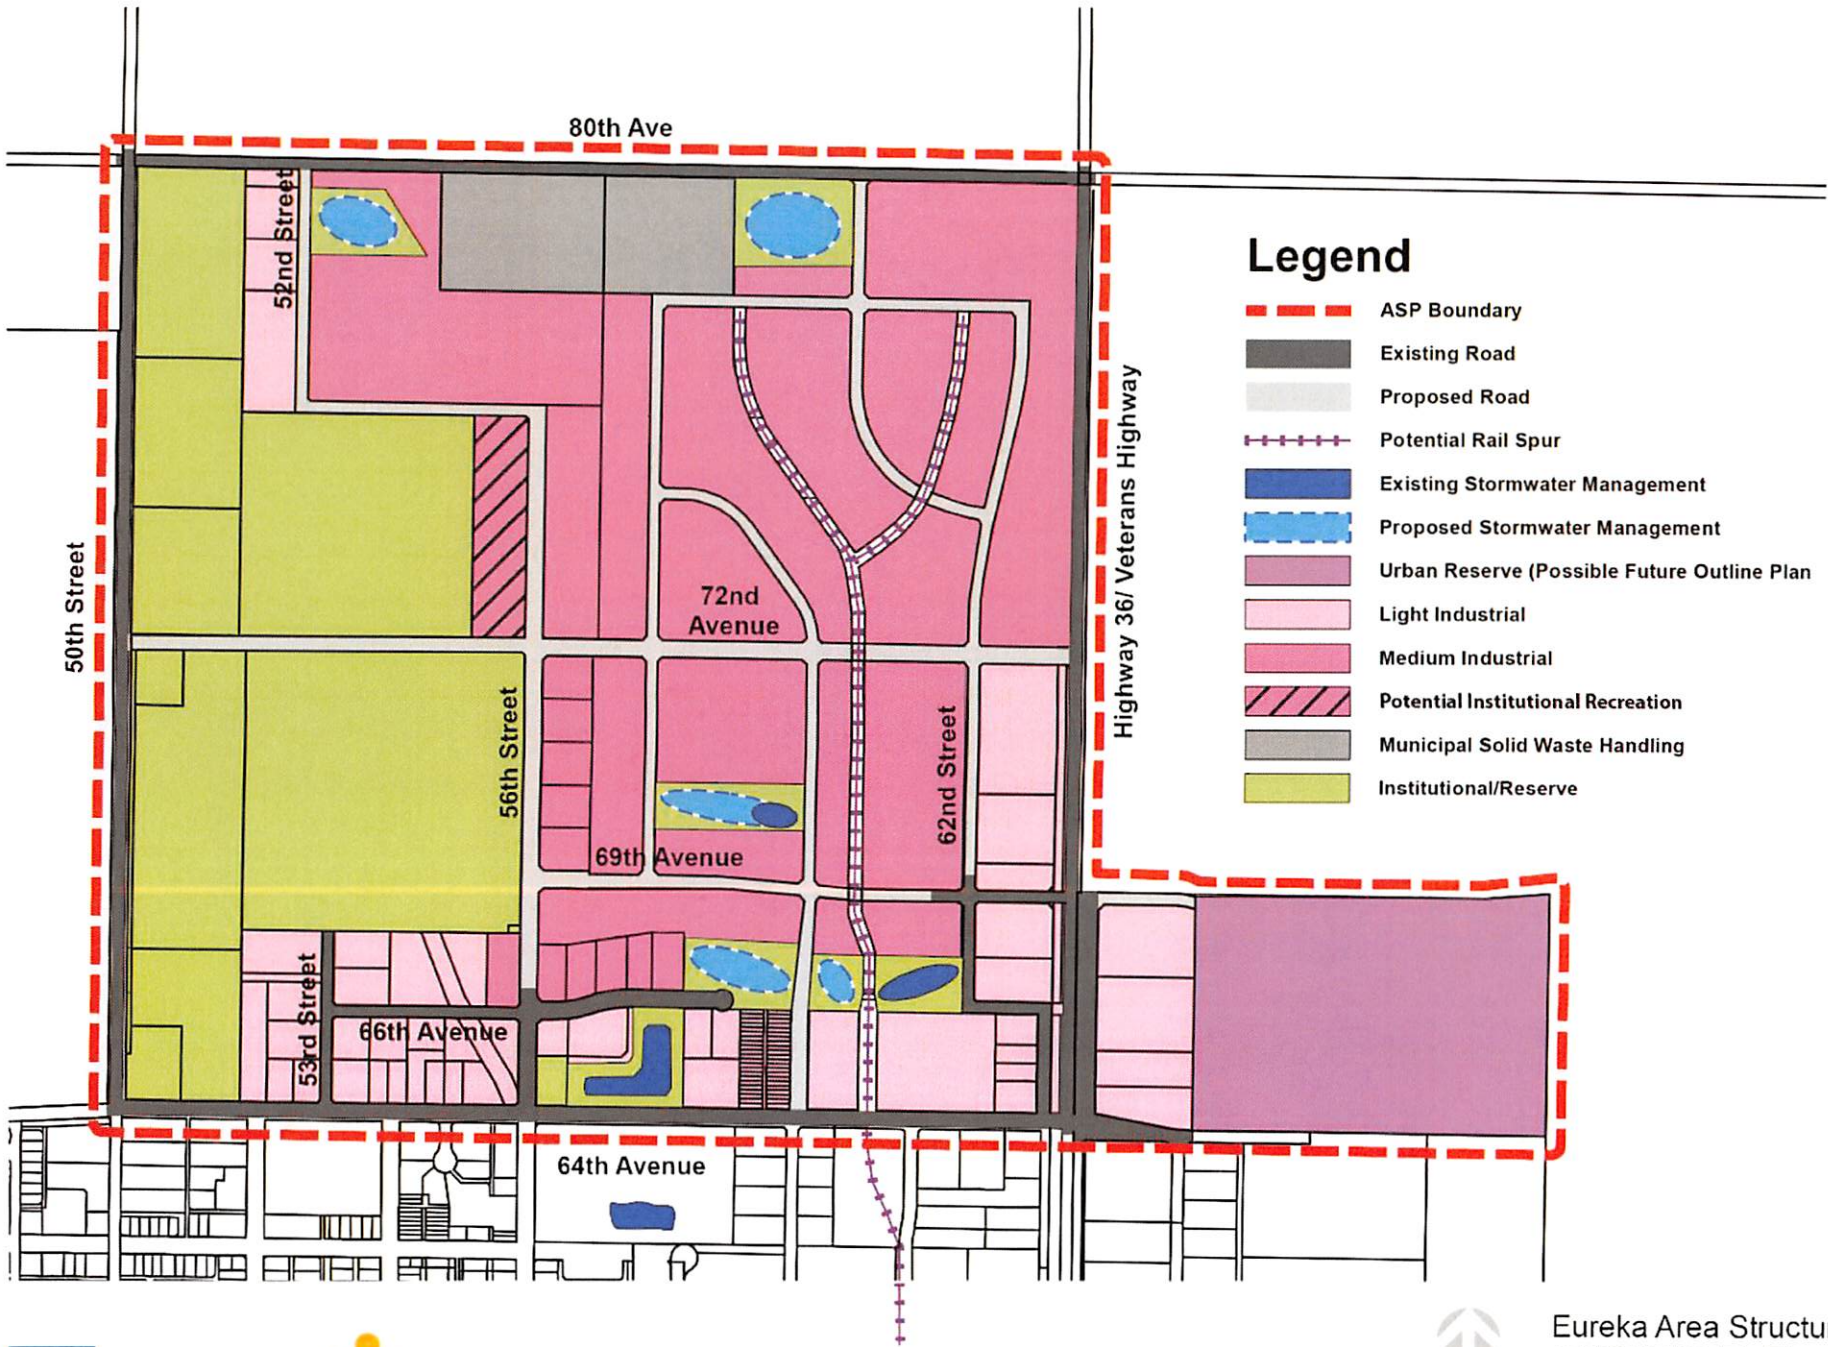 80th Ave
52nd Street
50th Street
Highway 36/ Veterans Highway
72nd
Avenue
56th Street
62nd Street
69th Avenue
53rd Street
66th Avenue
64th Avenue
Legend
ASP Boundary
Existing Road
Proposed Road
Potential Rail Spur
Existing Stormwater Management
Proposed Stormwater Management
Urban Reserve (Possible Future Outline Plan
Light Industrial
Medium Industrial
Potential Institutional Recreation
Municipal Solid Waste Handling
Institutional/Reserve
Eureka Area Structu